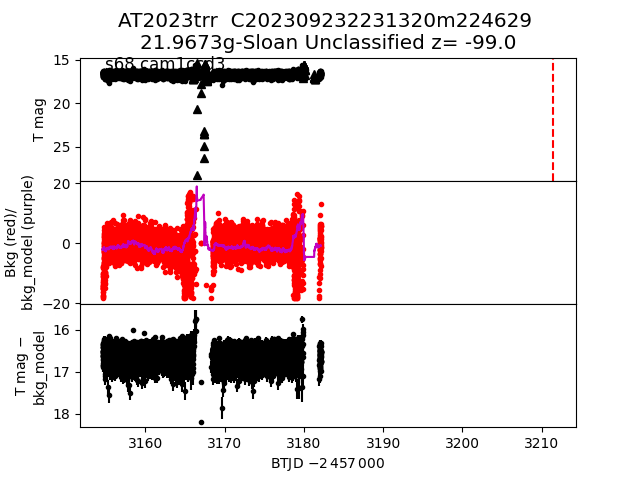 AT2023trr C202309232231320m224629
21.9673g-Sloan Unclassified z= -99.0
s68 cam1ccd3
15
20
25
T mag
20
0
−20
Bkg (red)/
bkg_model (purple)
16
17
18
T mag −
bkg_model
3160 3170 3180 3190 3200 3210
BTJD −2 457 000